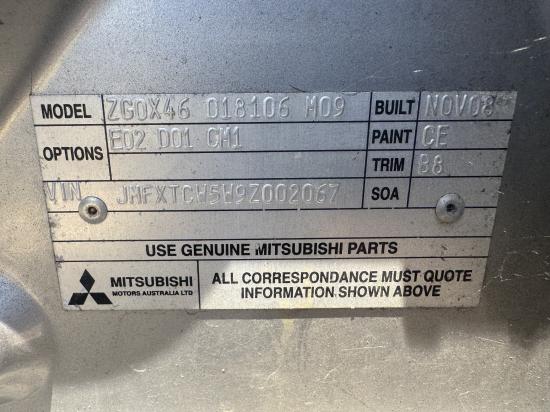 MODEL ZG0X46 018106 M09 BUILT NOV08
OPTIONS E02 D01 CM1 PAINT CE
TRIM 88
VIN JMFXTCW5W9Z002067 SOA
USE GENUINE MITSUBISHI PARTS
MITSUBISHI
MOTORS AUSTRALIA LTD
ALL CORRESPONDANCE MUST QUOTE
INFORMATION SHOWN ABOVE